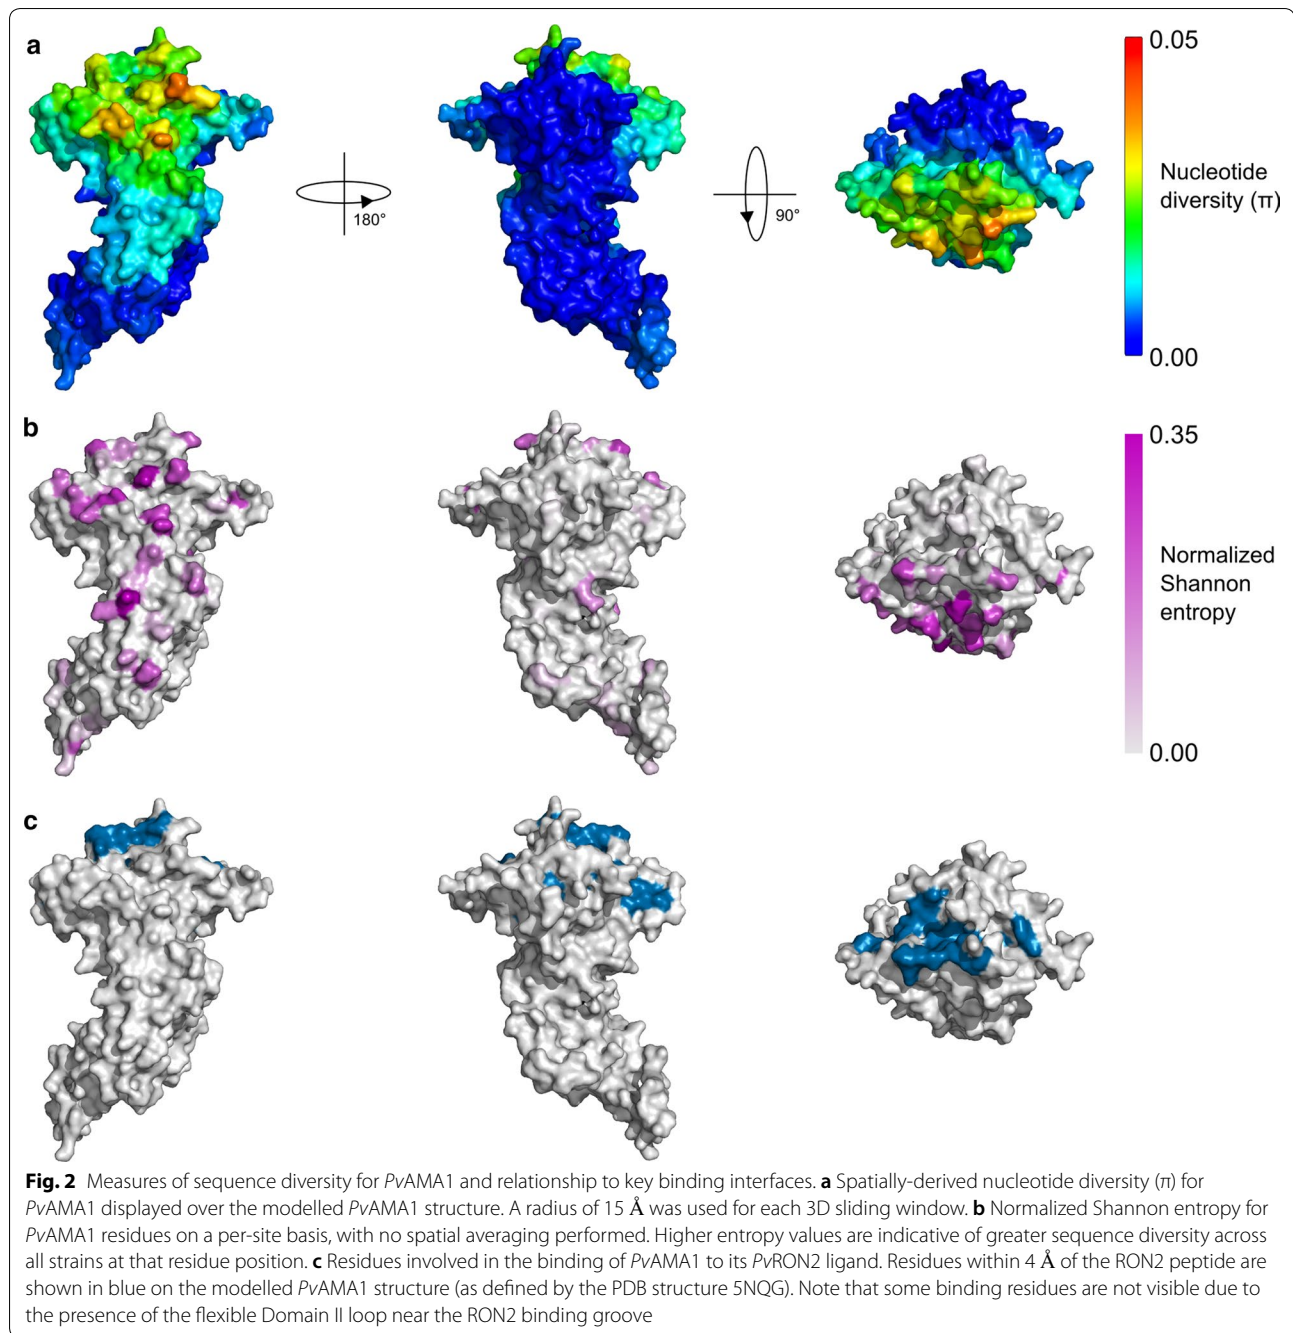 a
0.05
Nucleotide
diversity (π)
180°
90°
0.00
b
0.35
Normalized
Shannon
entropy
0.00
c
Fig. 2 Measures of sequence diversity for PvAMA1 and relationship to key binding interfaces. a Spatially-derived nucleotide diversity (π) for
PvAMA1 displayed over the modelled PvAMA1 structure. A radius of 15 Å was used for each 3D sliding window. b Normalized Shannon entropy for
PvAMA1 residues on a per-site basis, with no spatial averaging performed. Higher entropy values are indicative of greater sequence diversity across
all strains at that residue position. c Residues involved in the binding of PvAMA1 to its PvRON2 ligand. Residues within 4 Å of the RON2 peptide are
shown in blue on the modelled PvAMA1 structure (as defined by the PDB structure 5NQG). Note that some binding residues are not visible due to
the presence of the flexible Domain II loop near the RON2 binding groove